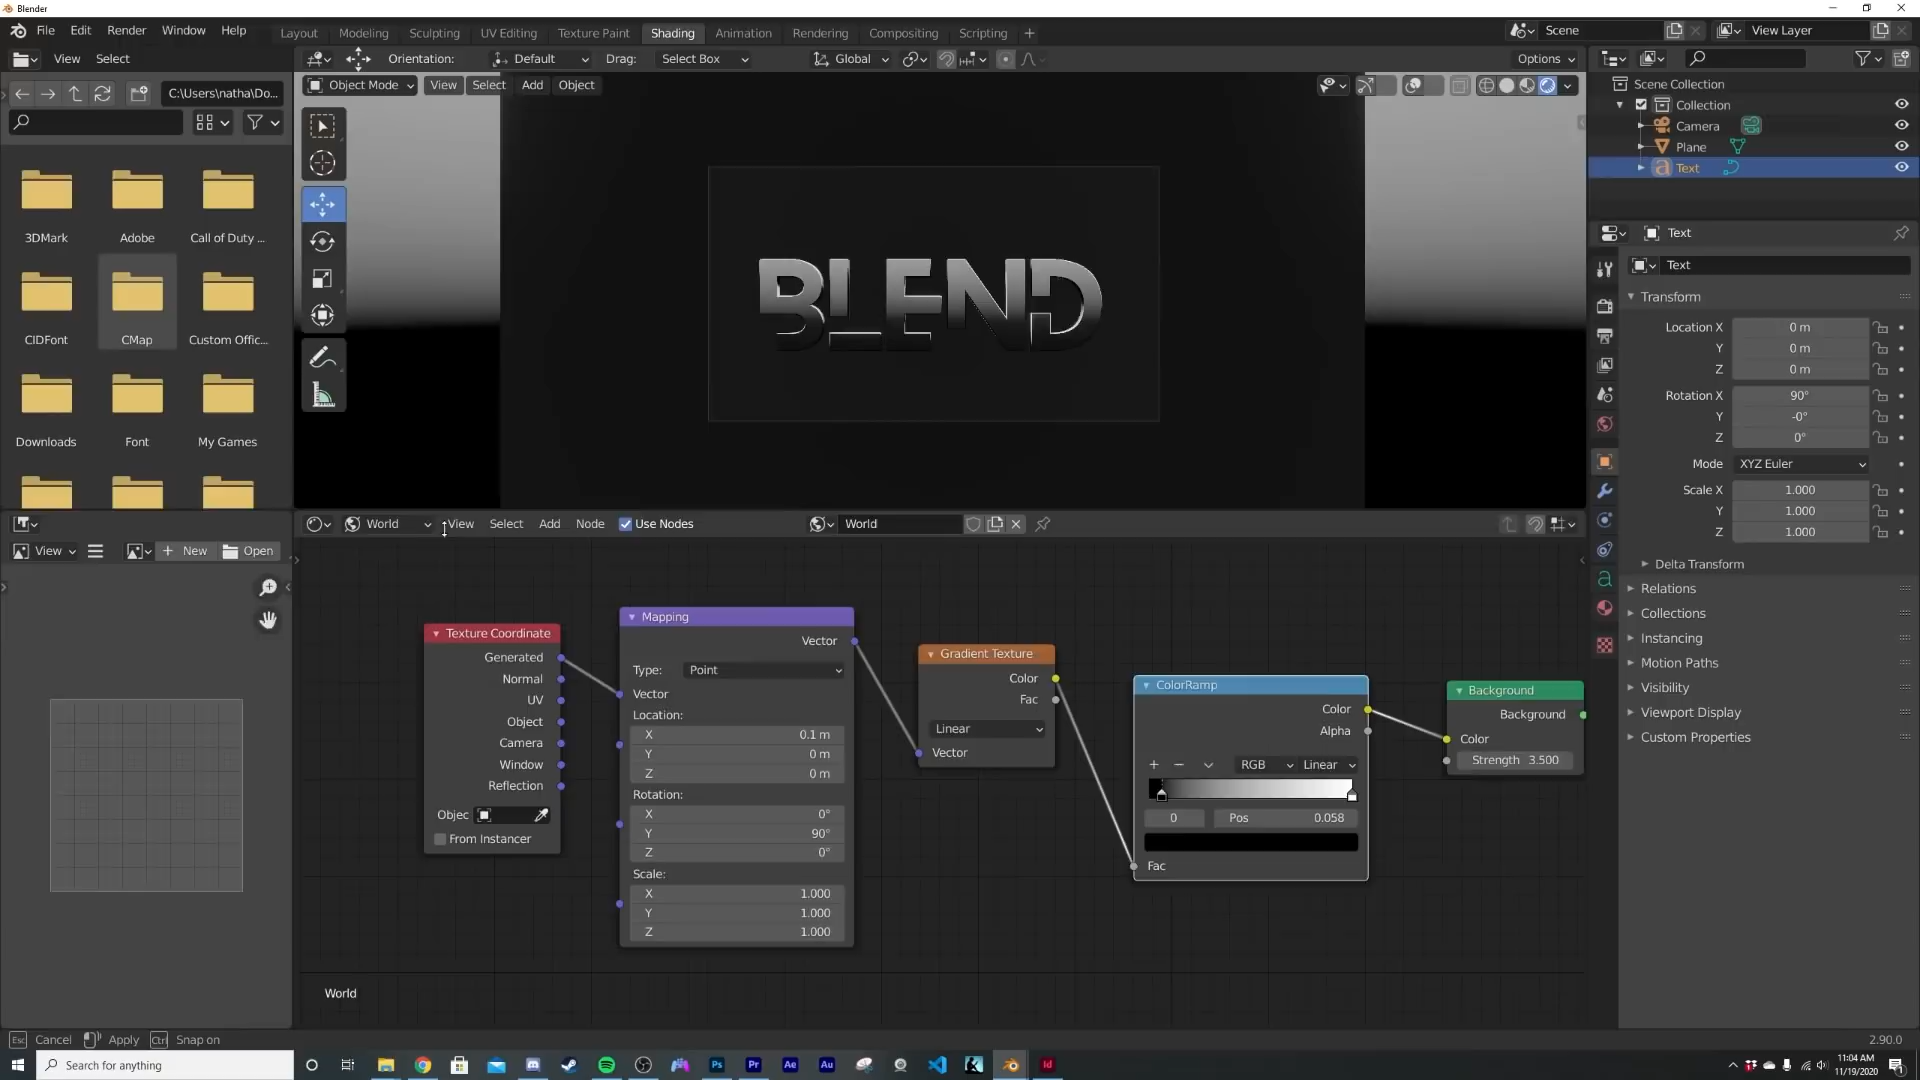 Blender
File Edit Render Window Help Layout Modeling Sculpting UV Editing Texture Paint Shading Animation Rendering Compositing Scripting
Scene
View Layer
View Select
Orientation: Default Drag: Select Box Global Options
C:\Users\natha\Do...
Object Mode View Select Add Object
3DMark Adobe Call of Duty ...
CIDFont CMap Custom Offic...
Downloads Font My Games
BLEND
Scene Collection
Collection
Camera
Plane
Text
Text
Text
Transform
Location X 0 m
Y 0 m
Z 0 m
Rotation X 90°
Y -0°
Z 0°
Mode XYZ Euler
Scale X 1.000
Y 1.000
Z 1.000
Delta Transform
Relations
Collections
Instancing
Motion Paths
Visibility
Viewport Display
Custom Properties
View New Open
World View Select Add Node Use Nodes World
Texture Coordinate
Generated
Normal
UV
Object
Camera
Window
Reflection
Objec
From Instancer
Mapping
Vector
Type: Point
Vector
Location:
X 0.1 m
Y 0 m
Z 0 m
Rotation:
X 0°
Y 90°
Z 0°
Scale:
X 1.000
Y 1.000
Z 1.000
Gradient Texture
Color
Fac
Linear
Vector
ColorRamp
Color
Alpha
RGB Linear
0 Pos 0.058
Fac
Background
Background
Color
Strength 3.500
World
Esc Cancel Apply Ctrl Snap on
2.90.0
Search for anything
Ps Pr Ae Au Id
11:04 AM
11/19/2020